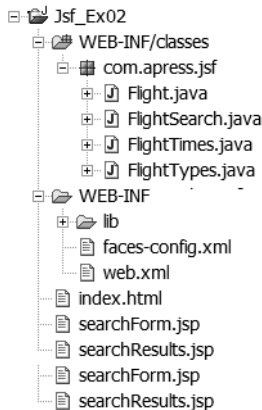 Jsf_Ex02
WEB-INF/classes
com.apress.jsf
Flight.java
FlightSearch.java
FlightTimes.java
FlightTypes.java
WEB-INF
lib
faces-config.xml
web.xml
index.html
searchForm.jsp
searchResults.jsp
searchForm.jsp
searchResults.jsp